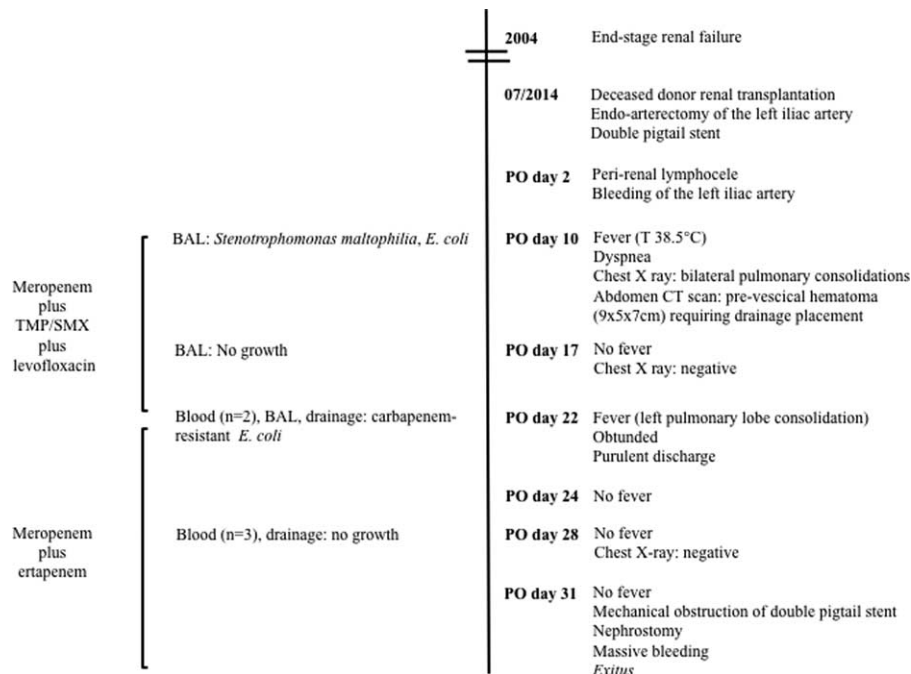 2004 End-stage renal failure
07/2014 Deceased donor renal transplantation
Endo-arterectomy of the left iliac artery
Double pigtail stent
PO day 2 Peri-renal lymphocele
Bleeding of the left iliac artery
Meropenem
plus
TMP/SMX
plus
levofloxacin
BAL: Stenotrophomonas maltophilia, E. coli
PO day 10 Fever (T 38.5°C)
Dyspnea
Chest X ray: bilateral pulmonary consolidations
Abdomen CT scan: pre-vescical hematoma
(9x5x7cm) requiring drainage placement
BAL: No growth
PO day 17 No fever
Chest X ray: negative
Blood (n=2), BAL, drainage: carbapenem-
resistant E. coli
PO day 22 Fever (left pulmonary lobe consolidation)
Obtunded
Purulent discharge
PO day 24 No fever
Meropenem
plus
ertapenem
Blood (n=3), drainage: no growth
PO day 28 No fever
Chest X-ray: negative
PO day 31 No fever
Mechanical obstruction of double pigtail stent
Nephrostomy
Massive bleeding
Exitus